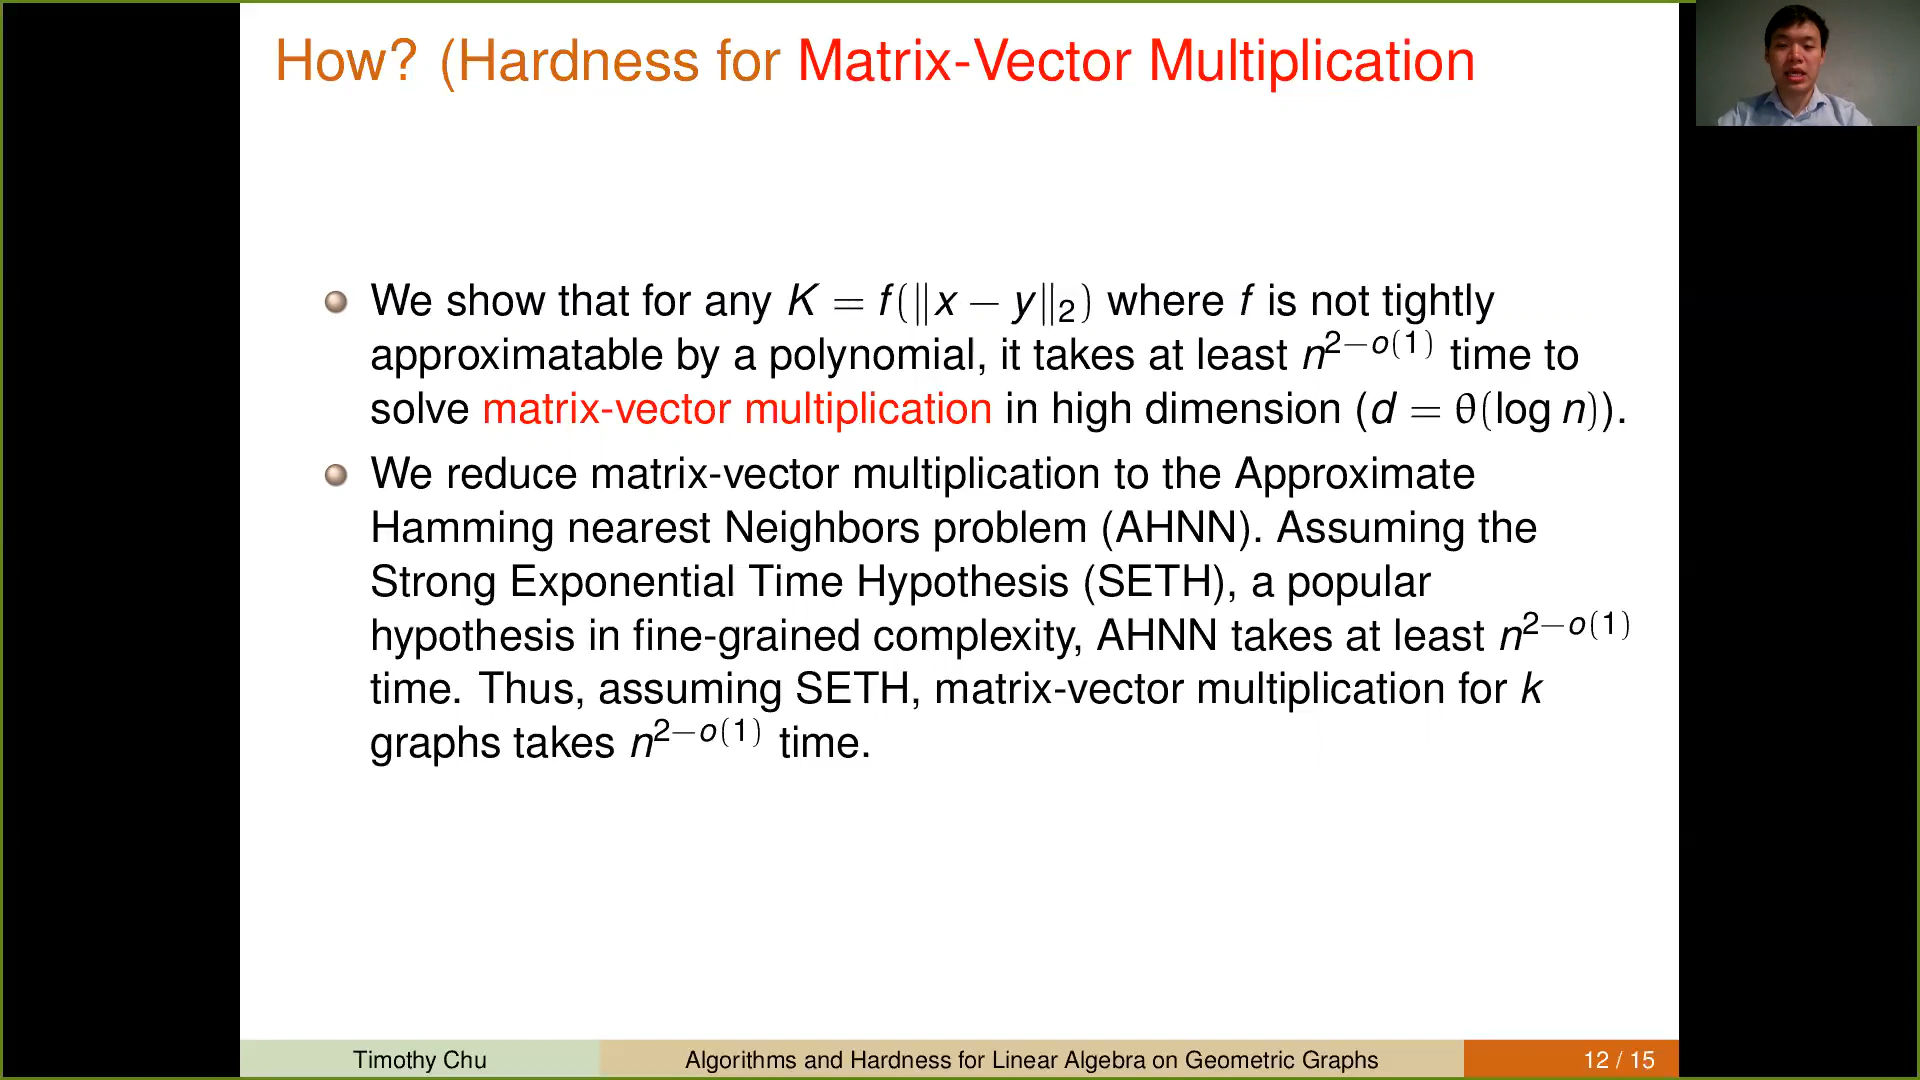 How? (Hardness for Matrix-Vector Multiplication
We show that for any K = f(‖x − y‖₂) where f is not tightly
approximatable by a polynomial, it takes at least n²⁻ᵒ⁽¹⁾ time to
solve matrix-vector multiplication in high dimension (d = θ(log n)).
We reduce matrix-vector multiplication to the Approximate
Hamming nearest Neighbors problem (AHNN). Assuming the
Strong Exponential Time Hypothesis (SETH), a popular
hypothesis in fine-grained complexity, AHNN takes at least n²⁻ᵒ⁽¹⁾
time. Thus, assuming SETH, matrix-vector multiplication for k
graphs takes n²⁻ᵒ⁽¹⁾ time.
Timothy Chu
Algorithms and Hardness for Linear Algebra on Geometric Graphs
12 / 15